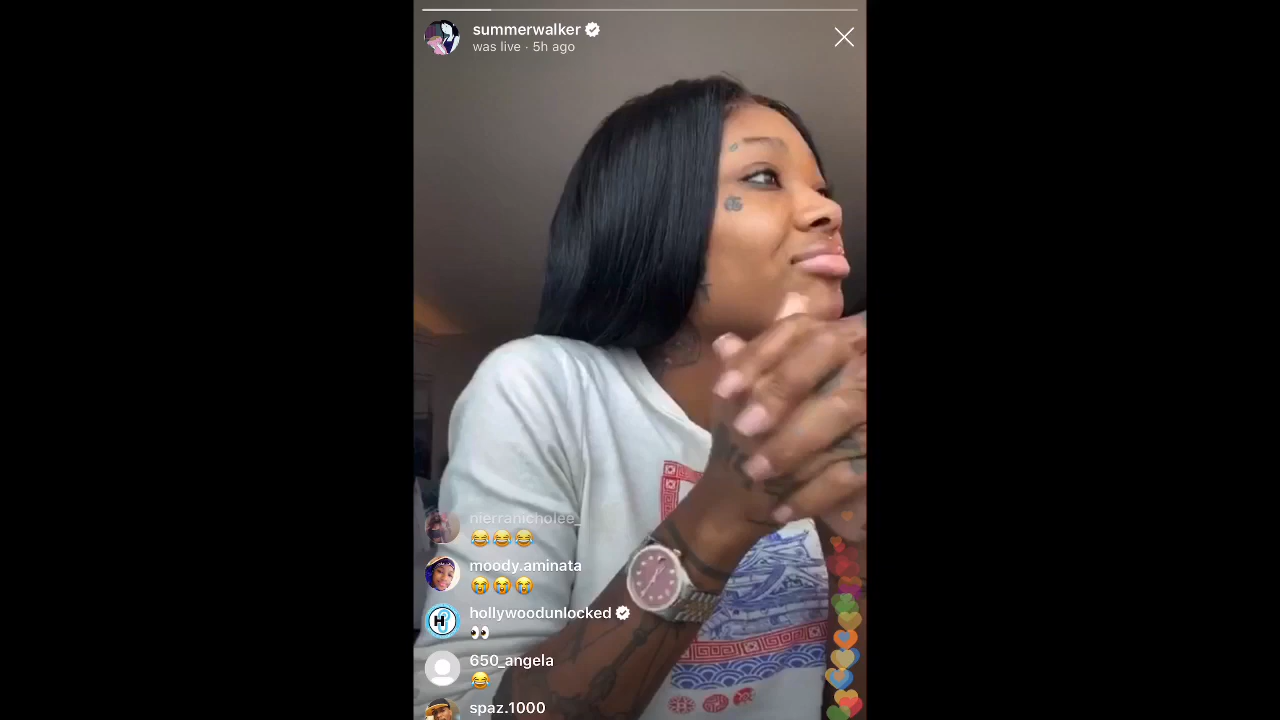 summerwalker
was live · 5h ago
nierranicholee_
😂😂😂
moody.aminata
😭😭😭
hollywoodunlocked
👀
650_angela
😂
spaz.1000